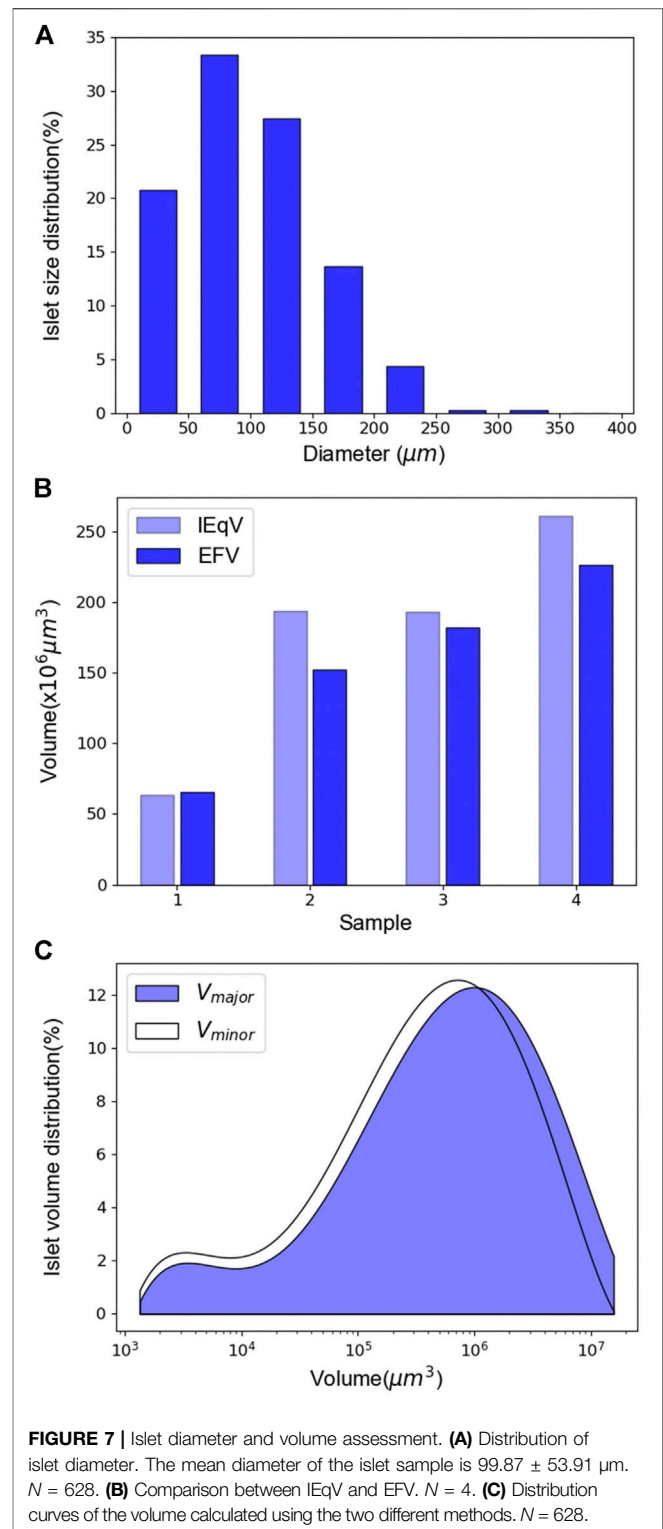 A
Islet size distribution(%)
35
30
25
20
15
10
5
0
0 50 100 150 200 250 300 350 400
Diameter (μm)
B
Volume(x10⁶μm³)
250
200
150
100
50
0
IEqV
EFV
1 2 3 4
Sample
C
Islet volume distribution(%)
12
10
8
6
4
2
0
V_major
V_minor
10³ 10⁴ 10⁵ 10⁶ 10⁷
Volume(μm³)
FIGURE 7 | Islet diameter and volume assessment. (A) Distribution of
islet diameter. The mean diameter of the islet sample is 99.87 ± 53.91 μm.
N = 628. (B) Comparison between IEqV and EFV. N = 4. (C) Distribution
curves of the volume calculated using the two different methods. N = 628.